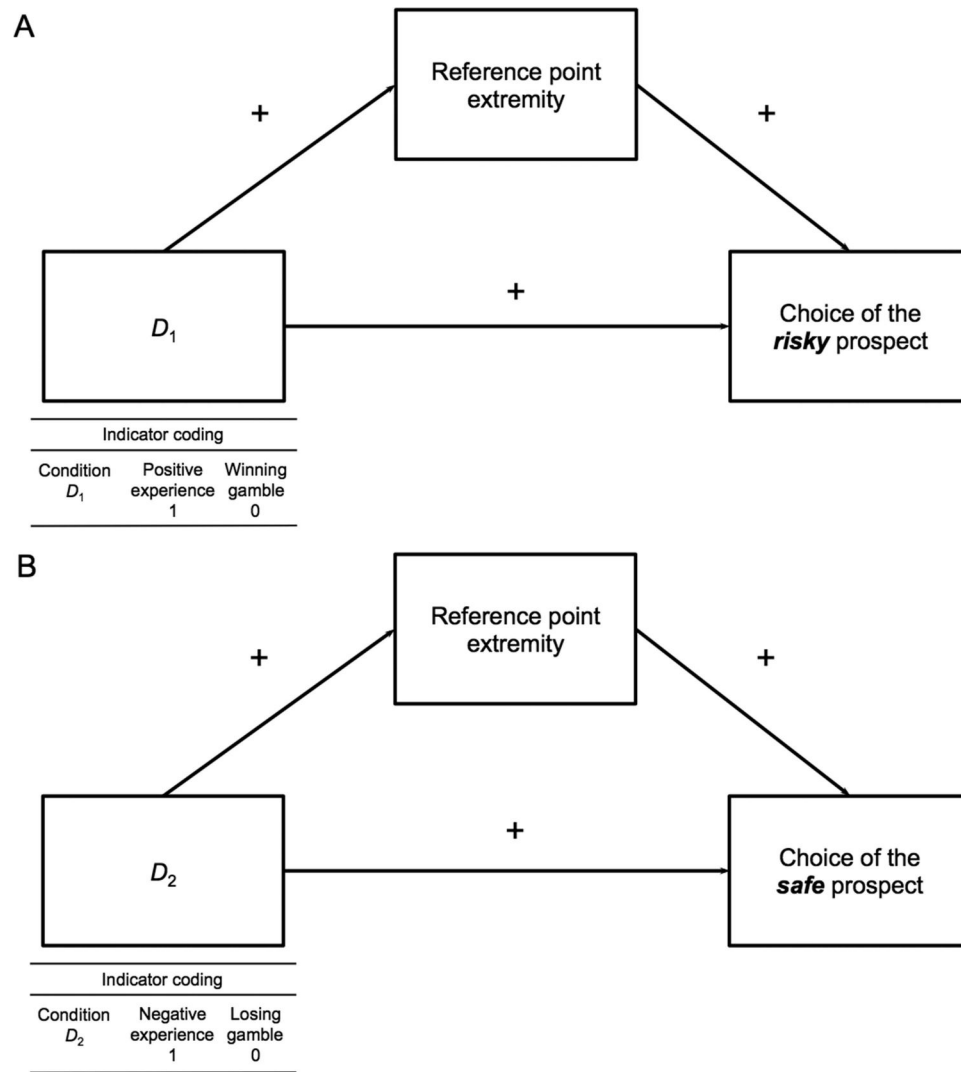 A
Reference point
extremity
+
+
+
D1
Choice of the
risky prospect
Indicator coding
Condition Positive Winning
D1 experience gamble
1 0
B
Reference point
extremity
+
+
+
D2
Choice of the
safe prospect
Indicator coding
Condition Negative Losing
D2 experience gamble
1 0